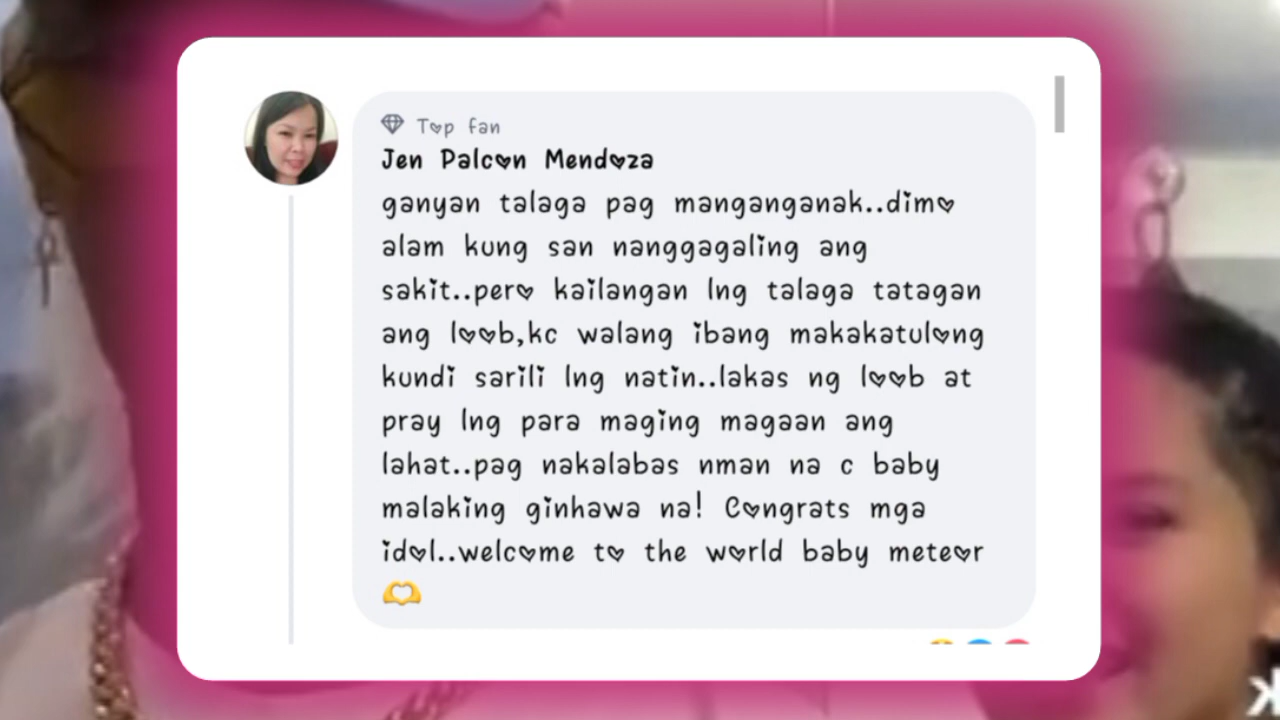 Top fan
Jen Palcon Mendoza
ganyan talaga pag manganganak..dimo
alam kung san nanggagaling ang
sakit..pero kailangan lng talaga tatagan
ang loob,kc walang ibang makakatulong
kundi sarili lng natin..lakas ng loob at
pray lng para maging magaan ang
lahat..pag nakalabas nman na c baby
malaking ginhawa na! Congrats mga
idol..welcome to the world baby meteor
🫶